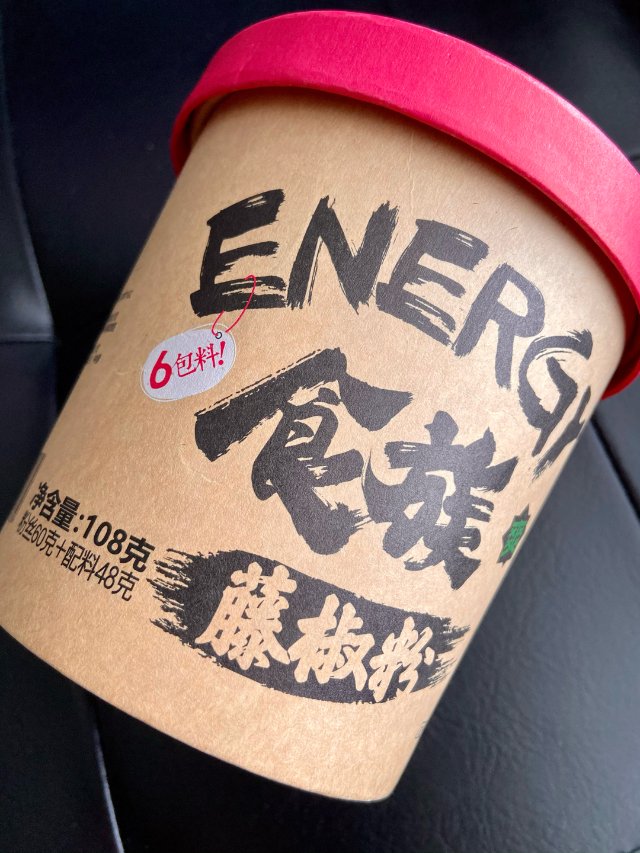 ENERGY
6包料!
食族
净含量:108克
粉丝60克+配料48克
藤椒粉